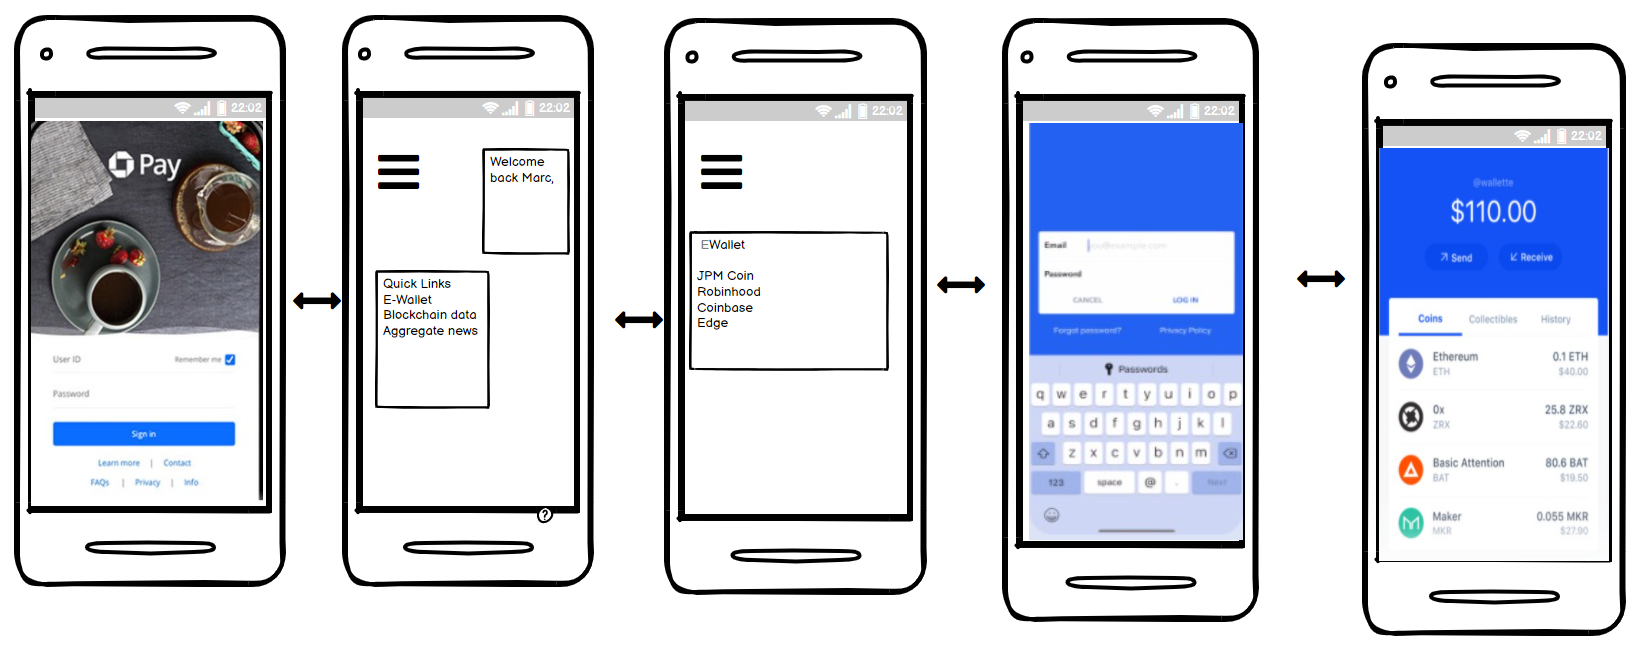 22:02
Pay
User ID
Remember me
Password
Sign in
Learn more | Contact
FAQs | Privacy | Info
22:02
Welcome
back Marc,
Quick Links
E-Wallet
Blockchain data
Aggregate news
?
22:02
EWallet
JPM Coin
Robinhood
Coinbase
Edge
22:02
Email you@example.com
Password
CANCEL LOG IN
Forgot password? Privacy Policy
Passwords
q w e r t y u i o p
a s d f g h j k l
z x c v b n m
123 space @ . Next
22:02
@wallette
$110.00
Send Receive
Coins Collectibles History
Ethereum 0.1 ETH
ETH $40.00
0x 25.8 ZRX
ZRX $22.60
Basic Attention 80.6 BAT
BAT $19.50
Maker 0.055 MKR
MKR $27.90